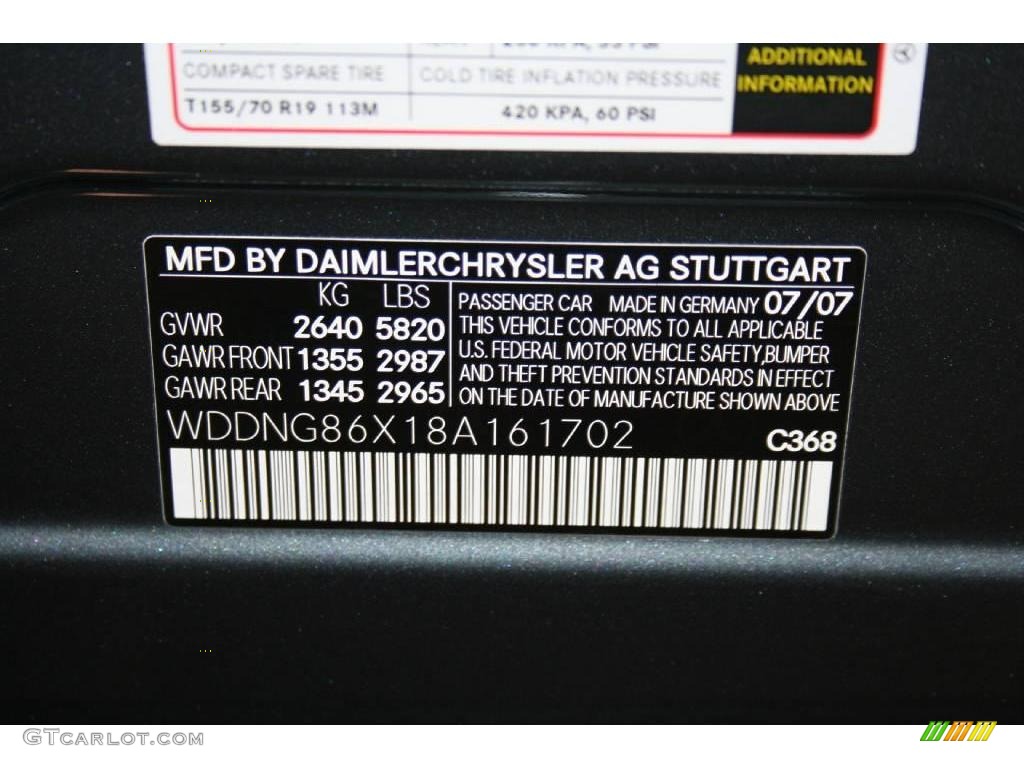 COMPACT SPARE TIRE COLD TIRE INFLATION PRESSURE
T155/70 R19 113M 420 KPA, 60 PSI
ADDITIONAL
INFORMATION
MFD BY DAIMLERCHRYSLER AG STUTTGART
KG LBS
GVWR 2640 5820
GAWR FRONT 1355 2987
GAWR REAR 1345 2965
PASSENGER CAR MADE IN GERMANY 07/07
THIS VEHICLE CONFORMS TO ALL APPLICABLE
U.S. FEDERAL MOTOR VEHICLE SAFETY,BUMPER
AND THEFT PREVENTION STANDARDS IN EFFECT
ON THE DATE OF MANUFACTURE SHOWN ABOVE
WDDNG86X18A161702 C368
GTCARLOT.COM